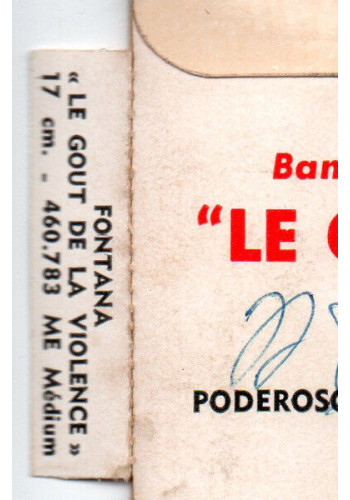 FONTANA
« LE GOUT DE LA VIOLENCE »
17 cm. - 460.783 ME Médium
Ban
"LE
PODEROSO